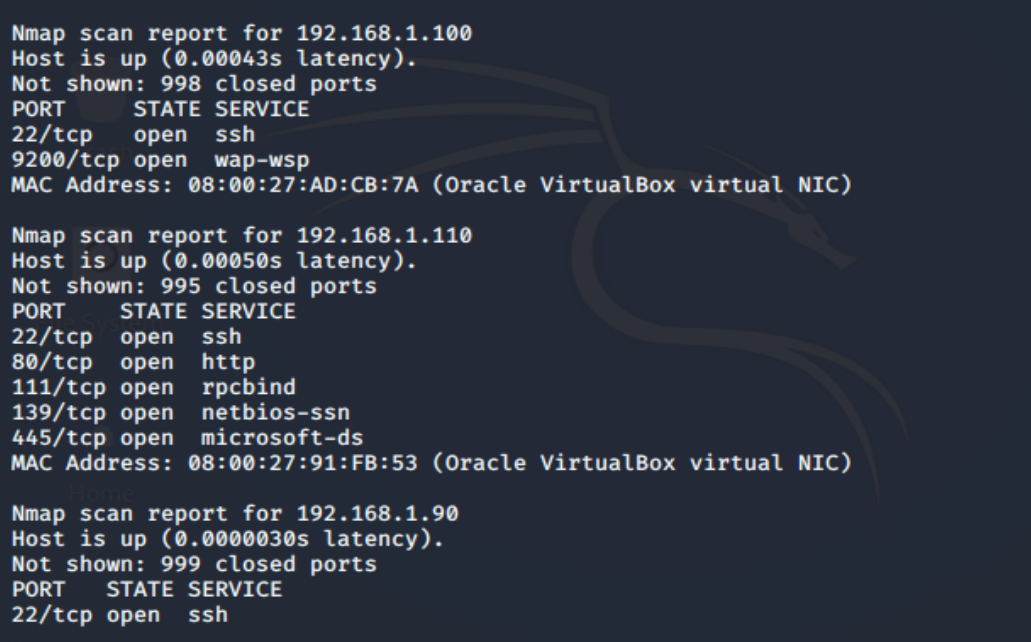 Nmap scan report for 192.168.1.100
Host is up (0.00043s latency).
Not shown: 998 closed ports
PORT     STATE SERVICE
22/tcp   open  ssh
9200/tcp open  wap-wsp
MAC Address: 08:00:27:AD:CB:7A (Oracle VirtualBox virtual NIC)

Nmap scan report for 192.168.1.110
Host is up (0.00050s latency).
Not shown: 995 closed ports
PORT    STATE SERVICE
22/tcp  open  ssh
80/tcp  open  http
111/tcp open  rpcbind
139/tcp open  netbios-ssn
445/tcp open  microsoft-ds
MAC Address: 08:00:27:91:FB:53 (Oracle VirtualBox virtual NIC)
Home

Nmap scan report for 192.168.1.90
Host is up (0.0000030s latency).
Not shown: 999 closed ports
PORT   STATE SERVICE
22/tcp open  ssh